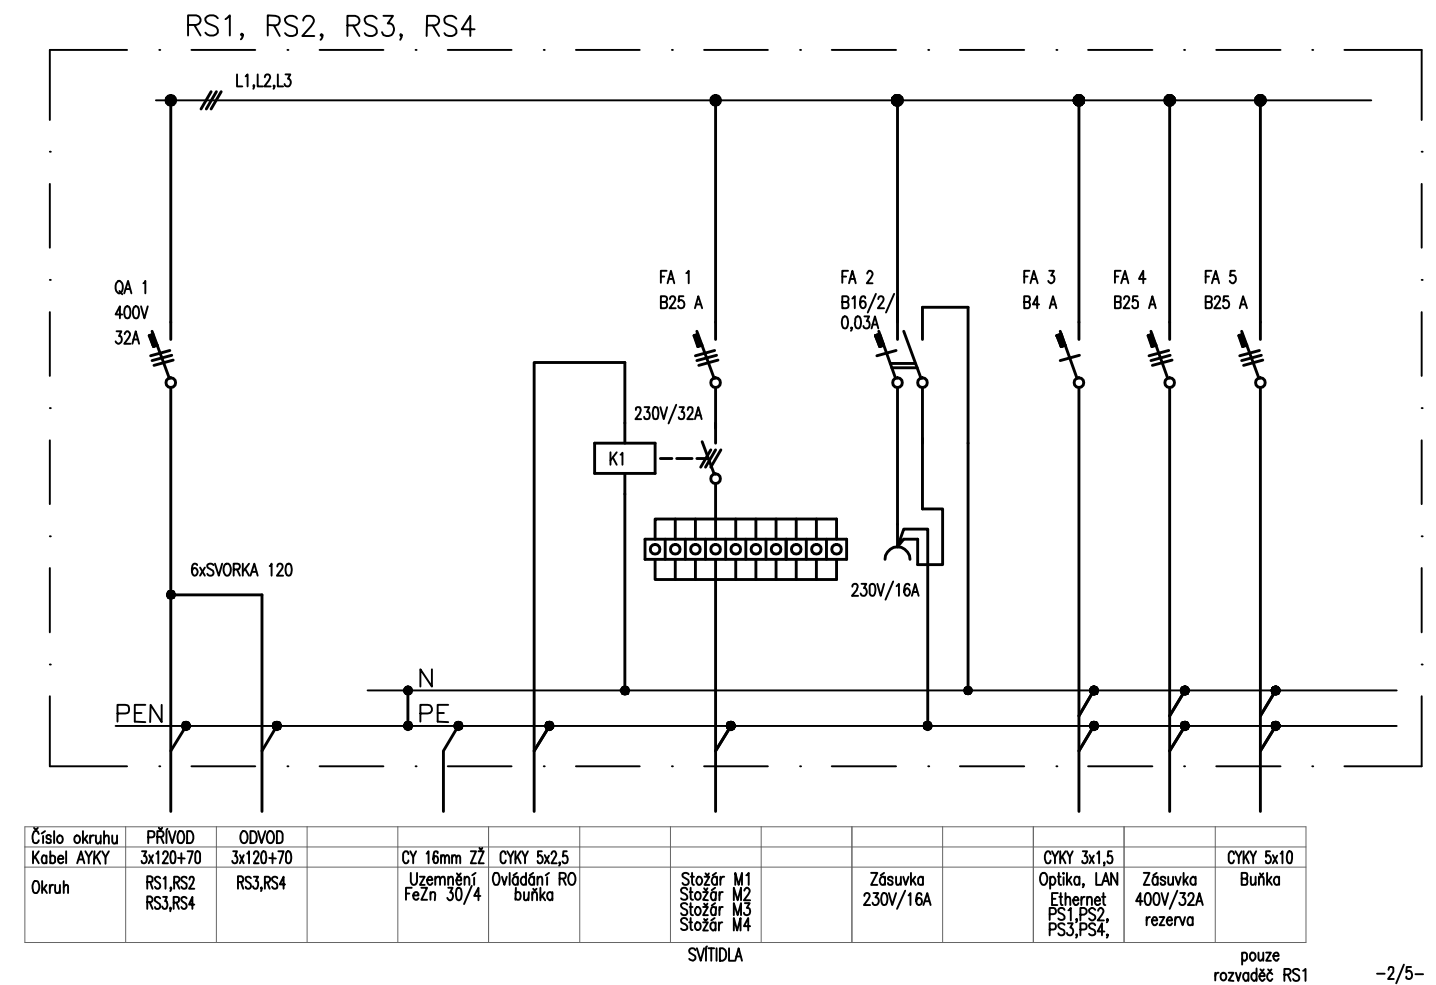 RS1, RS2, RS3, RS4
L1,L2,L3
QA 1
400V
32A
FA 1
B25 A
FA 2
B16/2/
0,03A
FA 3
B4 A
FA 4
B25 A
FA 5
B25 A
230V/32A
K1
6xSVORKA 120
230V/16A
N
PEN
PE
Číslo okruhu PŘÍVOD ODVOD
Kabel AYKY 3x120+70 3x120+70 CY 16mm ZŽ CYKY 5x2,5 CYKY 3x1,5 CYKY 5x10
Okruh
RS1,RS2
RS3,RS4
RS3,RS4
Uzemnění
FeZn 30/4
Ovládání RO
buňka
Stožár M1
Stožár M2
Stožár M3
Stožár M4
Zásuvka
230V/16A
Optika, LAN
Ethernet
PS1,PS2,
PS3,PS4,
Zásuvka
400V/32A
rezerva
Buňka
SVÍTIDLA
pouze
rozvaděč RS1
-2/5-